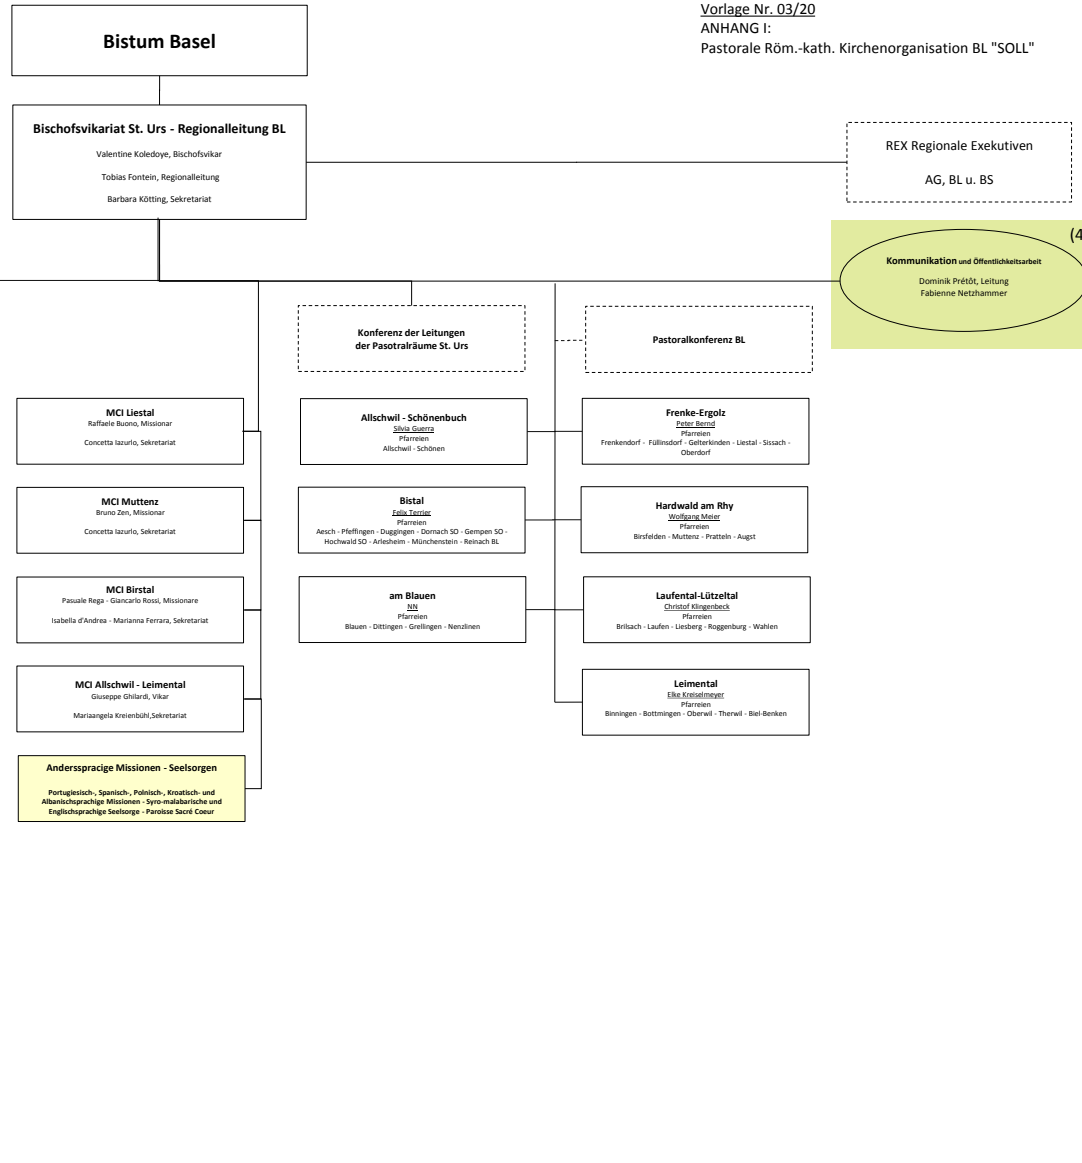 Vorlage Nr. 03/20
ANHANG I:
Pastorale Röm.-kath. Kirchenorganisation BL "SOLL"
Bistum Basel
Bischofsvikariat St. Urs - Regionalleitung BL
Valentine Koledoye, Bischofsvikar
Tobias Fontein, Regionalleitung
Barbara Kötting, Sekretariat
REX Regionale Exekutiven
AG, BL u. BS
(4
Kommunikation und Öffentlichkeitsarbeit
Dominik Prétôt, Leitung
Fabienne Netzhammer
Konferenz der Leitungen
der Pasotralräume St. Urs
Pastoralkonferenz BL
MCI Liestal
Raffaele Buono, Missionar
Concetta Iazurlo, Sekretariat
Allschwil - Schönenbuch
Silvia Guerra
Pfarreien
Allschwil - Schönen
Frenke-Ergolz
Peter Bernd
Pfarreien
Frenkendorf - Füllinsdorf - Gelterkinden - Liestal - Sissach -
Oberdorf
MCI Muttenz
Bruno Zen, Missionar
Concetta Iazurlo, Sekretariat
Bistal
Felix Terrier
Pfarreien
Aesch - Pfeffingen - Duggingen - Dornach SO - Gempen SO -
Hochwald SO - Arlesheim - Münchenstein - Reinach BL
Hardwald am Rhy
Wolfgang Meier
Pfarreien
Birsfelden - Muttenz - Pratteln - Augst
MCI Birstal
Pasuale Rega - Giancarlo Rossi, Missionare
Isabella d'Andrea - Marianna Ferrara, Sekretariat
am Blauen
NN
Pfarreien
Blauen - Dittingen - Grellingen - Nenzlinen
Laufental-Lützeltal
Christof Klingenbeck
Pfarreien
Brilsach - Laufen - Liesberg - Roggenburg - Wahlen
MCI Allschwil - Leimental
Giuseppe Ghilardi, Vikar
Mariaangela Kreienbühl,Sekretariat
Leimental
Elke Kreiselmeyer
Pfarreien
Binningen - Bottmingen - Oberwil - Therwil - Biel-Benken
Andersspracige Missionen - Seelsorgen
Portugiesisch-, Spanisch-, Polnisch-, Kroatisch- und
Albanischsprachige Missionen - Syro-malabarische und
Englischsprachige Seelsorge - Paroisse Sacré Coeur